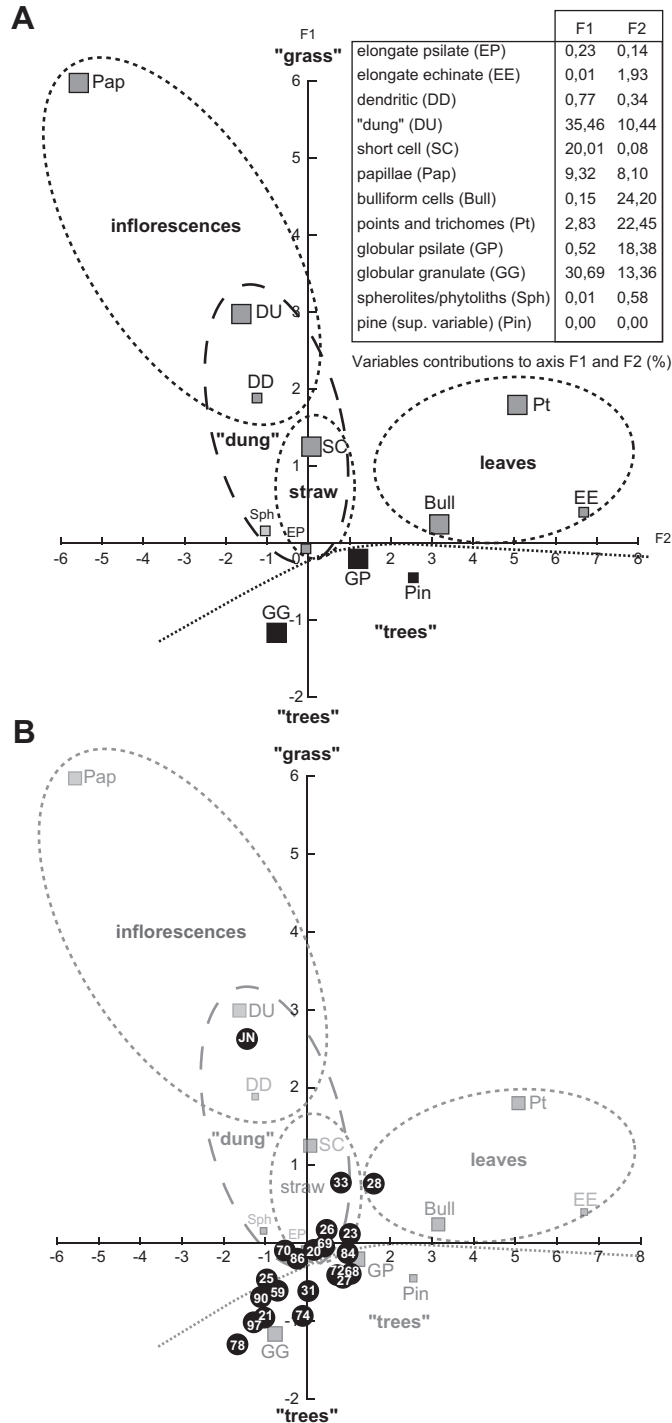 A
F1
"grass"
F1 F2
elongate psilate (EP) 0,23 0,14
elongate echinate (EE) 0,01 1,93
dendritic (DD) 0,77 0,34
"dung" (DU) 35,46 10,44
short cell (SC) 20,01 0,08
papillae (Pap) 9,32 8,10
bulliform cells (Bull) 0,15 24,20
points and trichomes (Pt) 2,83 22,45
globular psilate (GP) 0,52 18,38
globular granulate (GG) 30,69 13,36
spherolites/phytoliths (Sph) 0,01 0,58
pine (sup. variable) (Pin) 0,00 0,00
Variables contributions to axis F1 and F2 (%)
6
Pap
5
inflorescences
4
DU
3
DD
2
Pt
"dung"
SC
1
leaves
straw
Bull
EE
Sph
EP
-6 -5 -4 -3 -2 -1 0 1 2 3 4 5 6 7 8
F2
GP
Pin
GG
-1
"trees"
-2
"trees"
B
"grass"
6
Pap
5
inflorescences
4
DU
3
JN
DD
2
Pt
"dung"
SC
1
leaves
straw
33
28
Bull
EE
Sph
EP
26
23
-6 -5 -4 -3 -2 -1 1 2 3 4 5 6 7 8
70
86
20
69
84
GP
25
72
68
27
Pin
90
59
31
"trees"
97
21
74
-1
78
GG
-2
"trees"